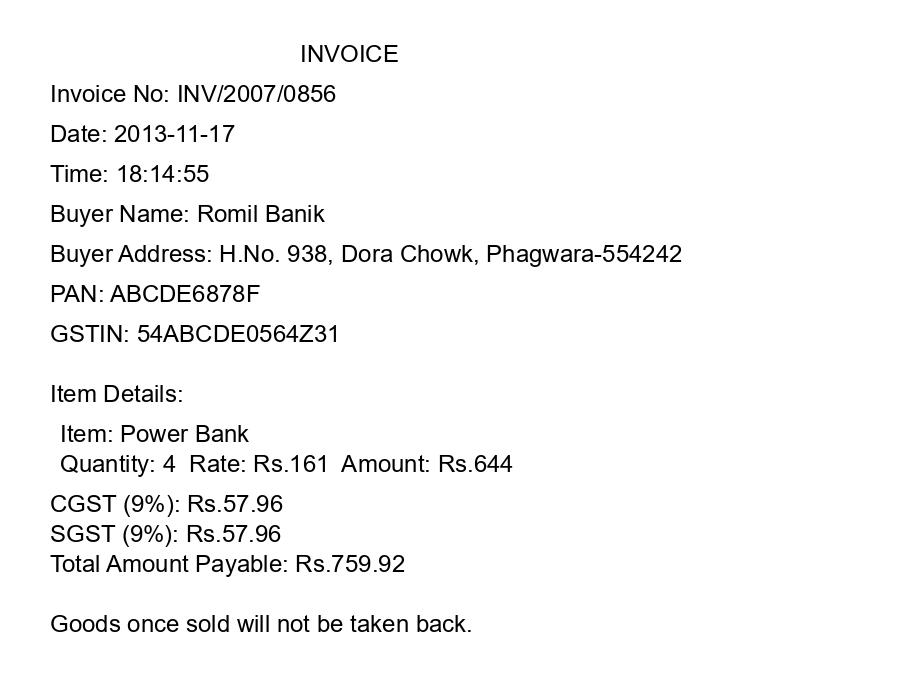 INVOICE
Invoice No: INV/2007/0856
Date: 2013-11-17
Time: 18:14:55
Buyer Name: Romil Banik
Buyer Address: H.No. 938, Dora Chowk, Phagwara-554242
PAN: ABCDE6878F
GSTIN: 54ABCDE0564Z31
Item Details:
Item: Power Bank
Quantity: 4  Rate: Rs.161  Amount: Rs.644
CGST (9%): Rs.57.96
SGST (9%): Rs.57.96
Total Amount Payable: Rs.759.92
Goods once sold will not be taken back.